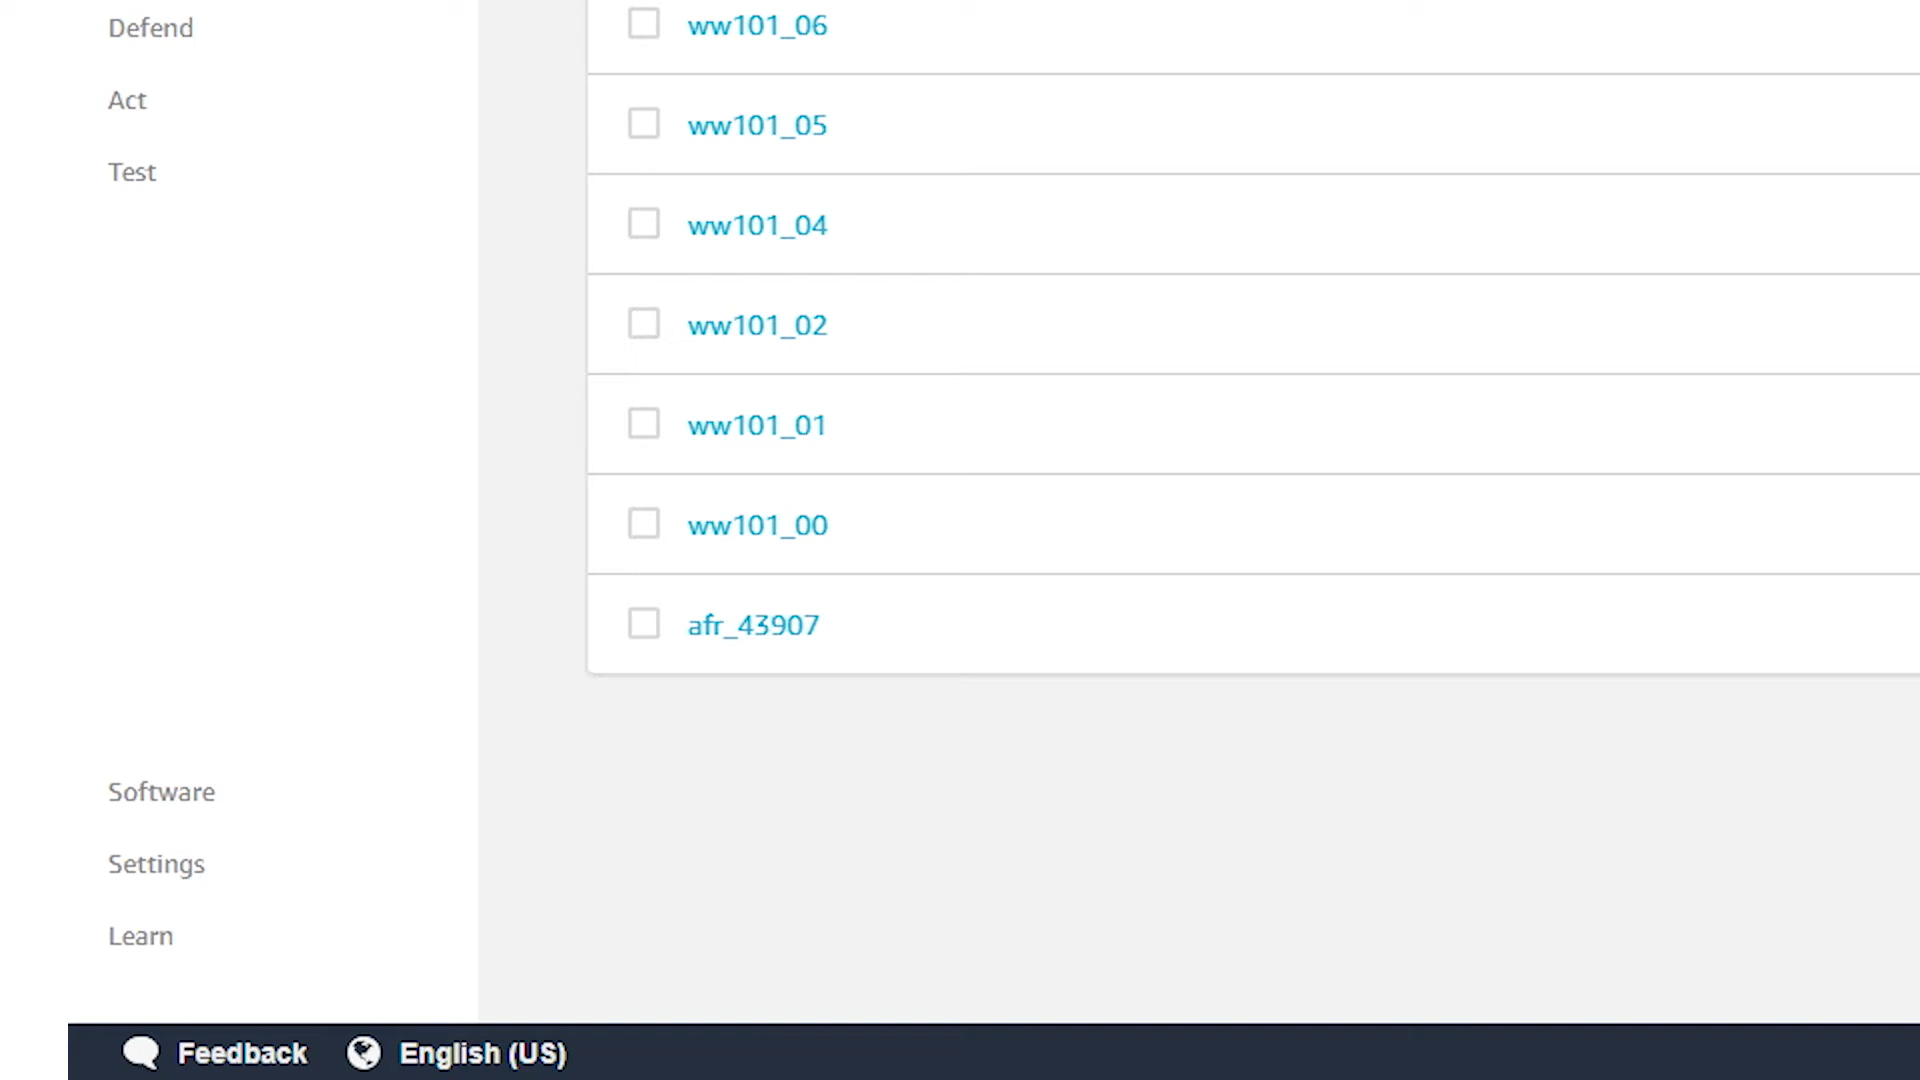 Defend
Act
Test
Software
Settings
Learn
ww101_06
ww101_05
ww101_04
ww101_02
ww101_01
ww101_00
afr_43907
Feedback
English (US)